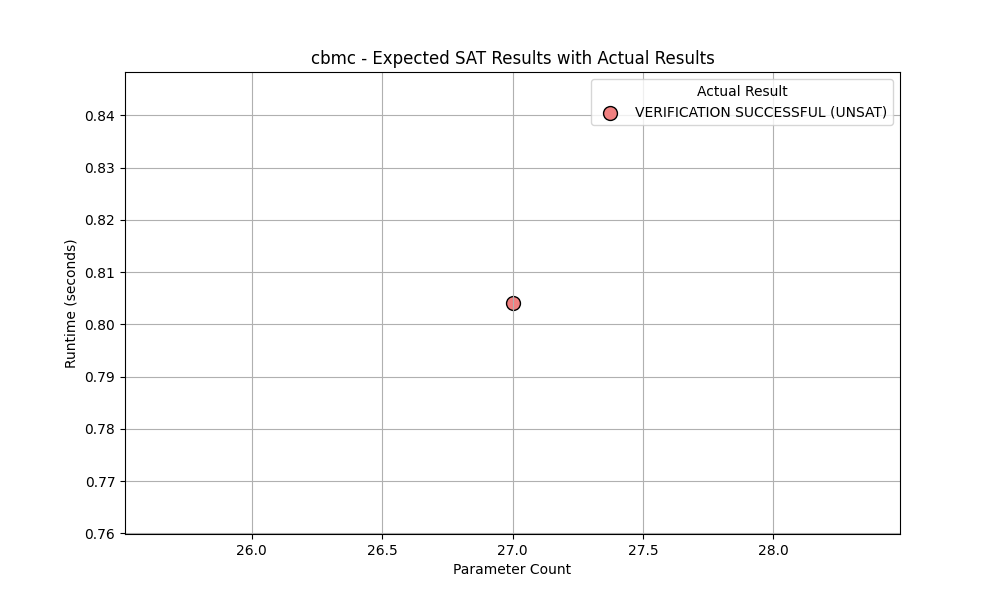 cbmc - Expected SAT Results with Actual Results
Actual Result
VERIFICATION SUCCESSFUL (UNSAT)
Runtime (seconds)
0.84
0.83
0.82
0.81
0.80
0.79
0.78
0.77
0.76
26.0 26.5 27.0 27.5 28.0
Parameter Count